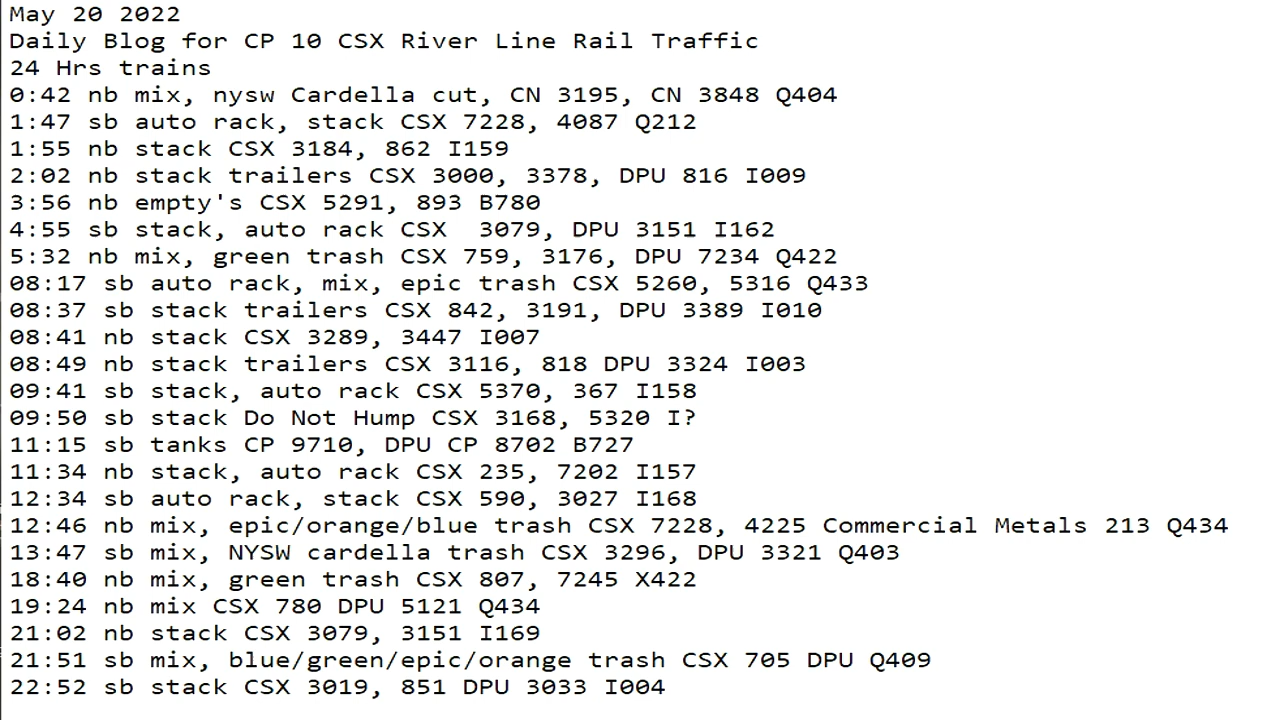 May 20 2022
Daily Blog for CP 10 CSX River Line Rail Traffic
24 Hrs trains
0:42 nb mix, nysw Cardella cut, CN 3195, CN 3848 Q404
1:47 sb auto rack, stack CSX 7228, 4087 Q212
1:55 nb stack CSX 3184, 862 I159
2:02 nb stack trailers CSX 3000, 3378, DPU 816 I009
3:56 nb empty's CSX 5291, 893 B780
4:55 sb stack, auto rack CSX  3079, DPU 3151 I162
5:32 nb mix, green trash CSX 759, 3176, DPU 7234 Q422
08:17 sb auto rack, mix, epic trash CSX 5260, 5316 Q433
08:37 sb stack trailers CSX 842, 3191, DPU 3389 I010
08:41 nb stack CSX 3289, 3447 I007
08:49 nb stack trailers CSX 3116, 818 DPU 3324 I003
09:41 sb stack, auto rack CSX 5370, 367 I158
09:50 sb stack Do Not Hump CSX 3168, 5320 I?
11:15 sb tanks CP 9710, DPU CP 8702 B727
11:34 nb stack, auto rack CSX 235, 7202 I157
12:34 sb auto rack, stack CSX 590, 3027 I168
12:46 nb mix, epic/orange/blue trash CSX 7228, 4225 Commercial Metals 213 Q434
13:47 sb mix, NYSW cardella trash CSX 3296, DPU 3321 Q403
18:40 nb mix, green trash CSX 807, 7245 X422
19:24 nb mix CSX 780 DPU 5121 Q434
21:02 nb stack CSX 3079, 3151 I169
21:51 sb mix, blue/green/epic/orange trash CSX 705 DPU Q409
22:52 sb stack CSX 3019, 851 DPU 3033 I004